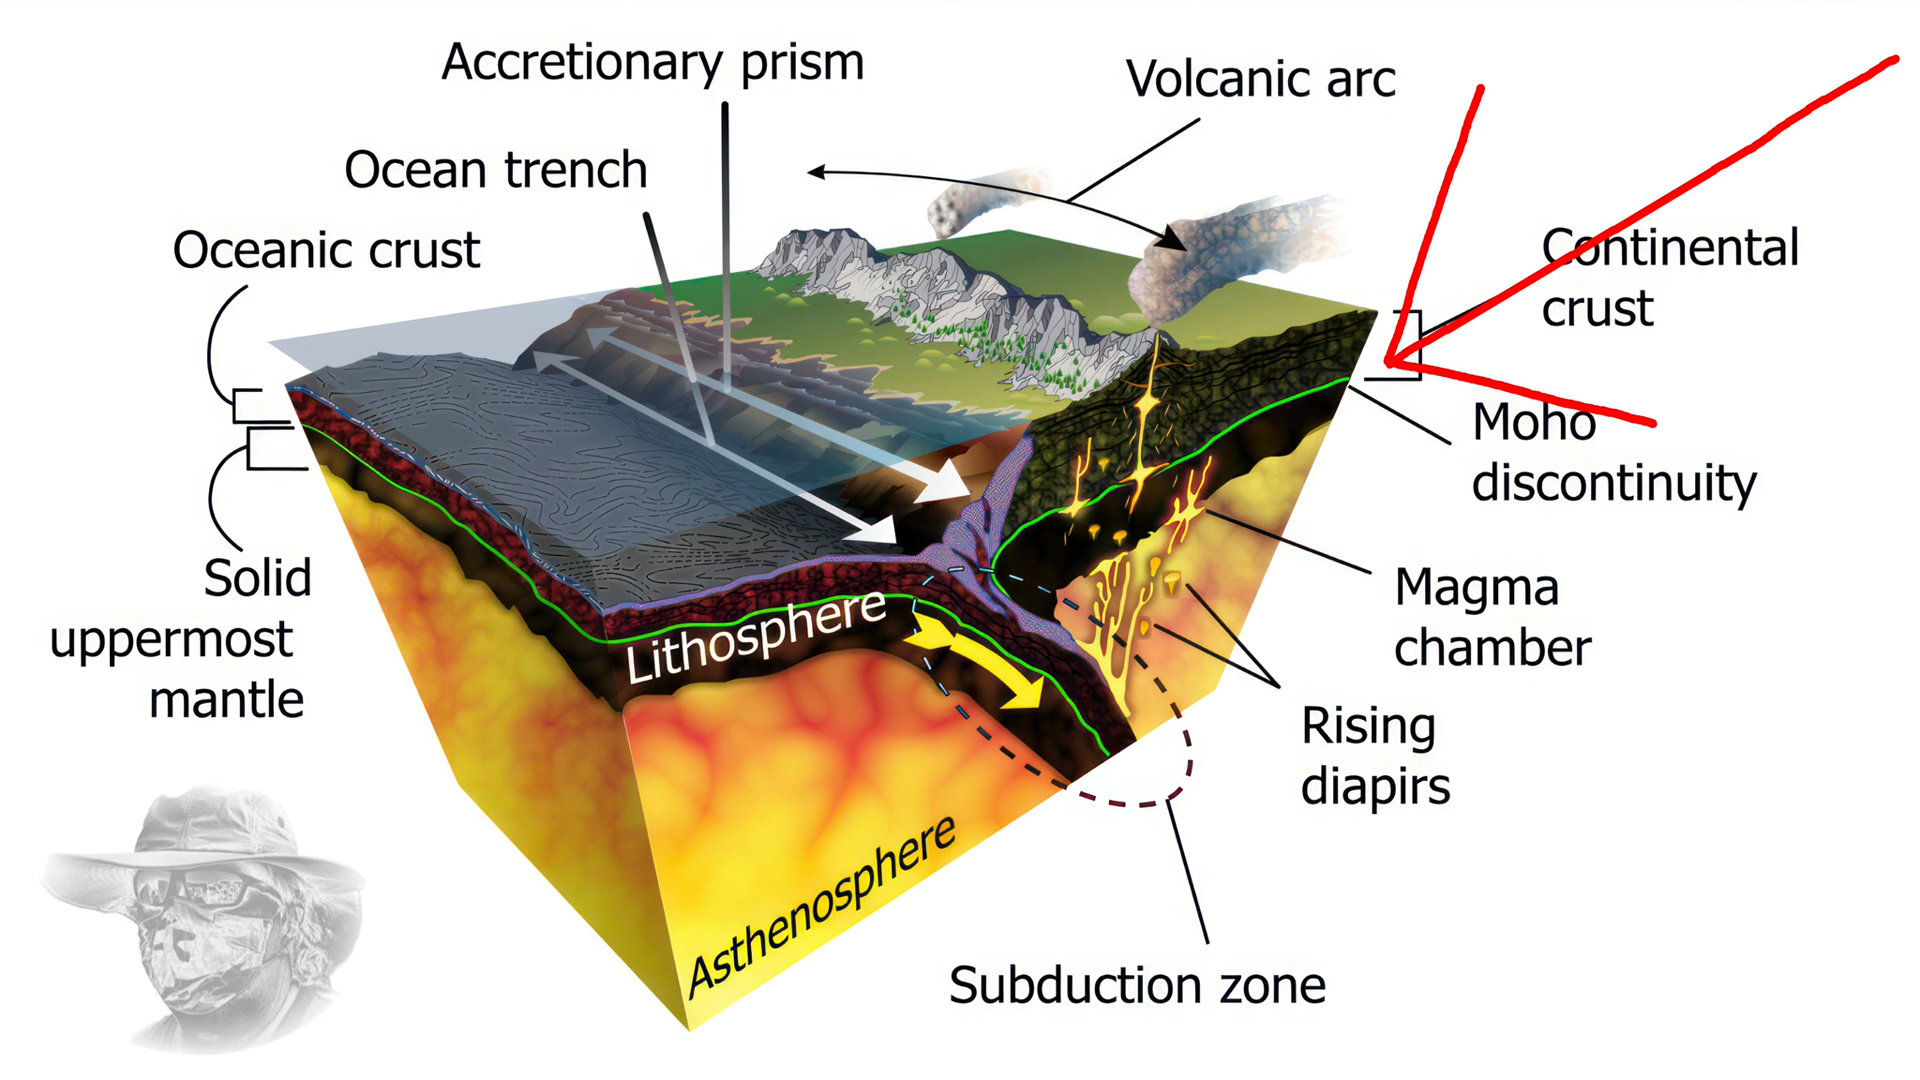 Accretionary prism
Volcanic arc
Ocean trench
Oceanic crust
Continental
crust
Moho
discontinuity
Solid
uppermost
mantle
Lithosphere
Magma
chamber
Rising
diapirs
Asthenosphere
Subduction zone